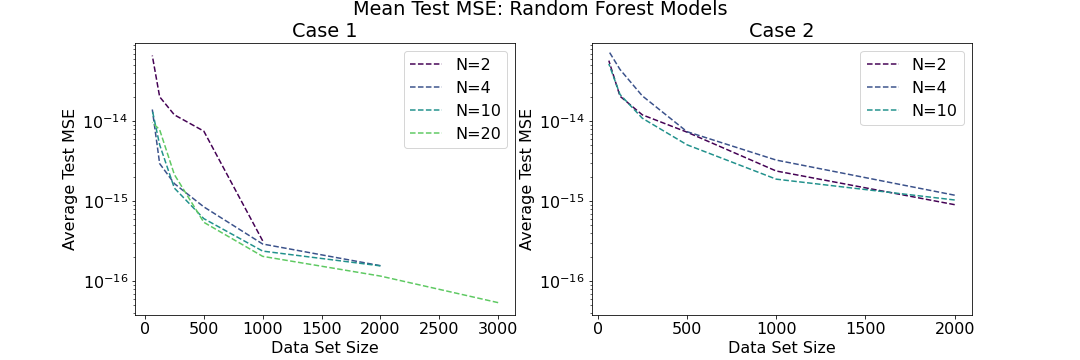 Mean Test MSE: Random Forest Models
Case 1
Average Test MSE
10⁻¹⁴
10⁻¹⁵
10⁻¹⁶
N=2
N=4
N=10
N=20
0 500 1000 1500 2000 2500 3000
Data Set Size
Case 2
Average Test MSE
10⁻¹⁴
10⁻¹⁵
10⁻¹⁶
N=2
N=4
N=10
0 500 1000 1500 2000
Data Set Size